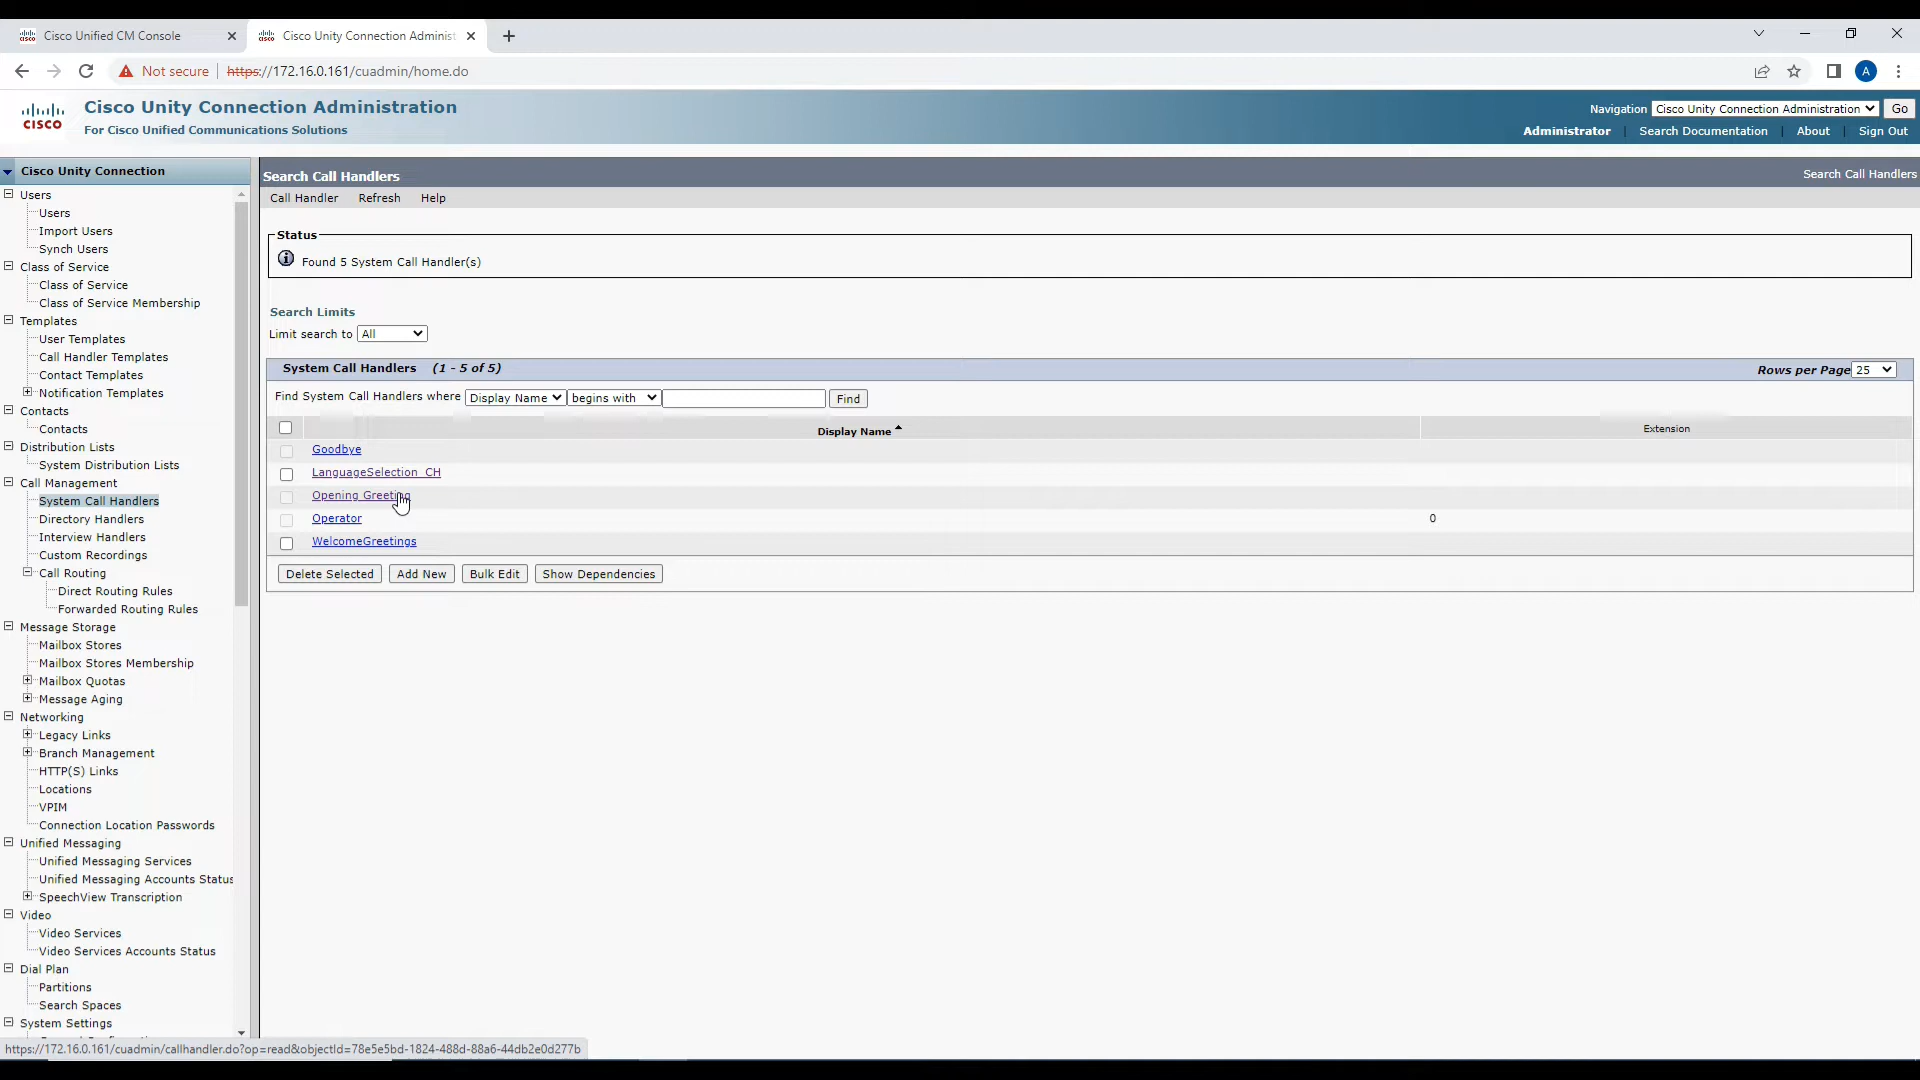 Cisco Unified CM Console
Cisco Unity Connection Administ
Not secure https://172.16.0.161/cuadmin/home.do
A
CISCO
Cisco Unity Connection Administration
For Cisco Unified Communications Solutions
Navigation Cisco Unity Connection Administration Go
Administrator | Search Documentation | About | Sign Out
Cisco Unity Connection
Users
Users
Import Users
Synch Users
Class of Service
Class of Service
Class of Service Membership
Templates
User Templates
Call Handler Templates
Contact Templates
Notification Templates
Contacts
Contacts
Distribution Lists
System Distribution Lists
Call Management
System Call Handlers
Directory Handlers
Interview Handlers
Custom Recordings
Call Routing
Direct Routing Rules
Forwarded Routing Rules
Message Storage
Mailbox Stores
Mailbox Stores Membership
Mailbox Quotas
Message Aging
Networking
Legacy Links
Branch Management
HTTP(S) Links
Locations
VPIM
Connection Location Passwords
Unified Messaging
Unified Messaging Services
Unified Messaging Accounts Status
SpeechView Transcription
Video
Video Services
Video Services Accounts Status
Dial Plan
Partitions
Search Spaces
System Settings
Search Call Handlers
Search Call Handlers
Call Handler Refresh Help
Status
Found 5 System Call Handler(s)
Search Limits
Limit search to All
System Call Handlers (1 - 5 of 5)
Rows per Page 25
Find System Call Handlers where Display Name begins with Find
Display Name Extension
Goodbye
LanguageSelection_CH
Opening Greeting
Operator 0
WelcomeGreetings
Delete Selected Add New Bulk Edit Show Dependencies
https://172.16.0.161/cuadmin/callhandler.do?op=read&objectId=78e5e5bd-1824-488d-88a6-44db2e0d277b